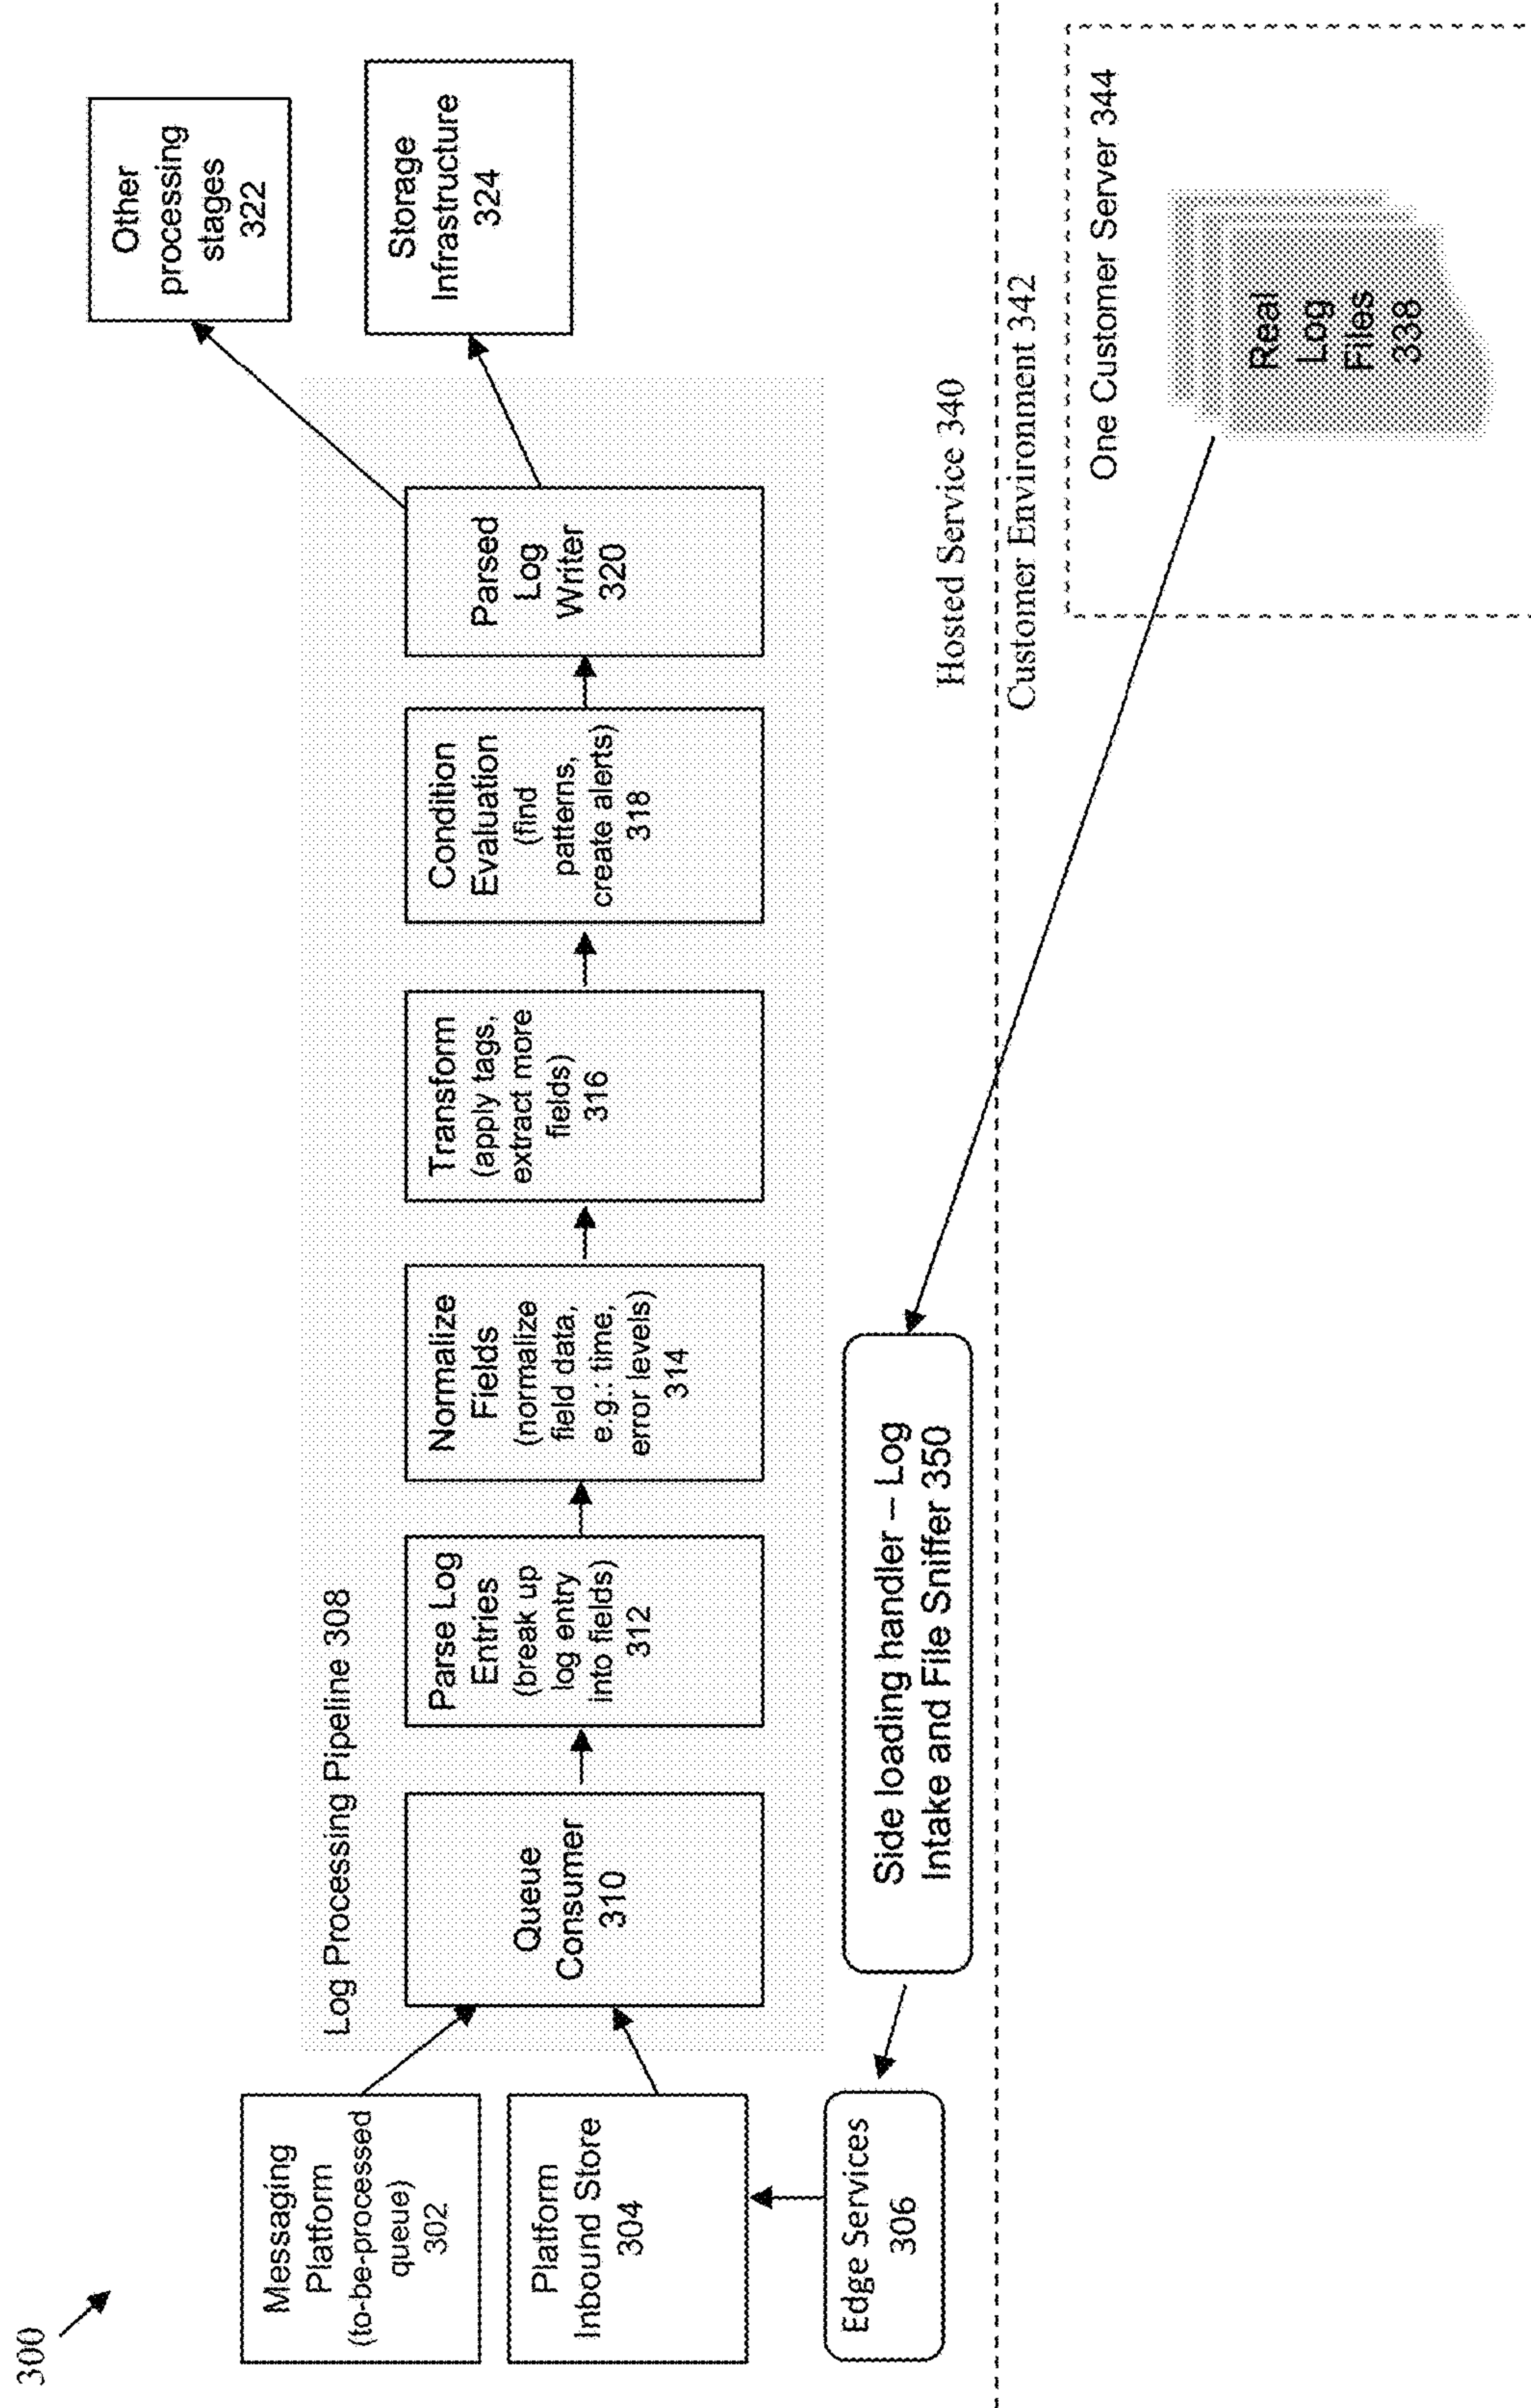 300
Messaging
Platform
(to-be-processed
queue)
302
Platform
Inbound Store
304
Edge Services
306
Log Processing Pipeline 308
Queue
Consumer
310
Parse Log
Entries
(break up
log entry
into fields)
312
Normalize
Fields
(normalize
field data,
e.g.: time,
error levels)
314
Transform
(apply tags,
extract more
fields)
316
Condition
Evaluation
(find
patterns,
create alerts)
318
Parsed
Log
Writer
320
Other
processing
stages
322
Storage
Infrastructure
324
Side loading handler – Log
Intake and File Sniffer 350
Hosted Service 340
Customer Environment 342
One Customer Server 344
Real
Log
Files
338